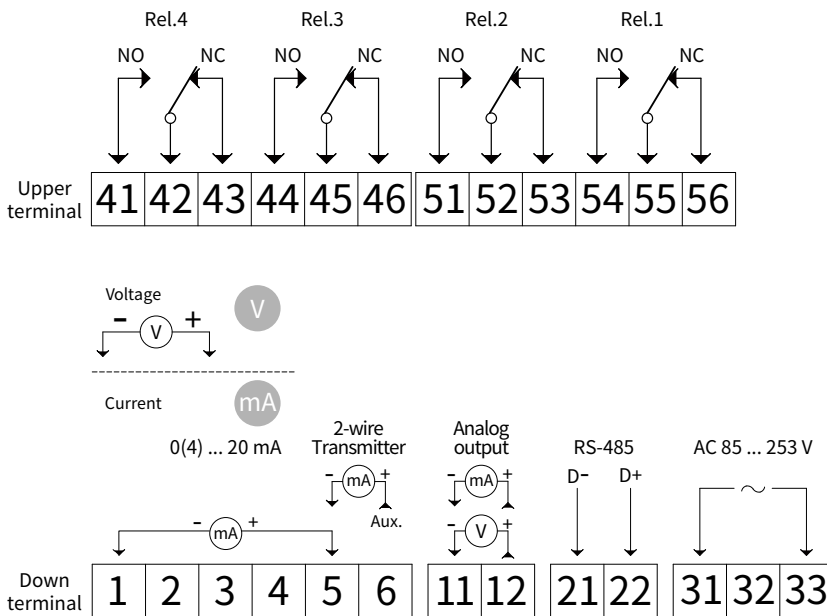 Rel.4 Rel.3 Rel.2 Rel.1
NO NC NO NC NO NC NO NC
Upper
terminal
41 42 43 44 45 46 51 52 53 54 55 56
Voltage
- V +
V
Current
mA
0(4) ... 20 mA
2-wire
Transmitter
- mA +
Aux.
Analog
output
- mA +
- V +
RS-485
D- D+
AC 85 ... 253 V
~
- mA +
Down
terminal
1 2 3 4 5 6 11 12 21 22 31 32 33